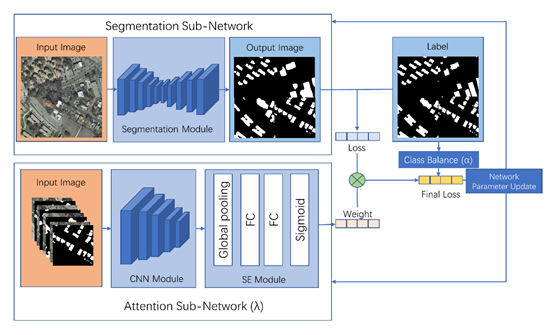 Segmentation Sub-Network
Input Image
Output Image
Label
Segmentation Module
Loss
Class Balance (α)
Network
Parameter Update
Final Loss
Input Image
Global pooling
FC
FC
Sigmoid
Weight
CNN Module
SE Module
Attention Sub-Network (λ)